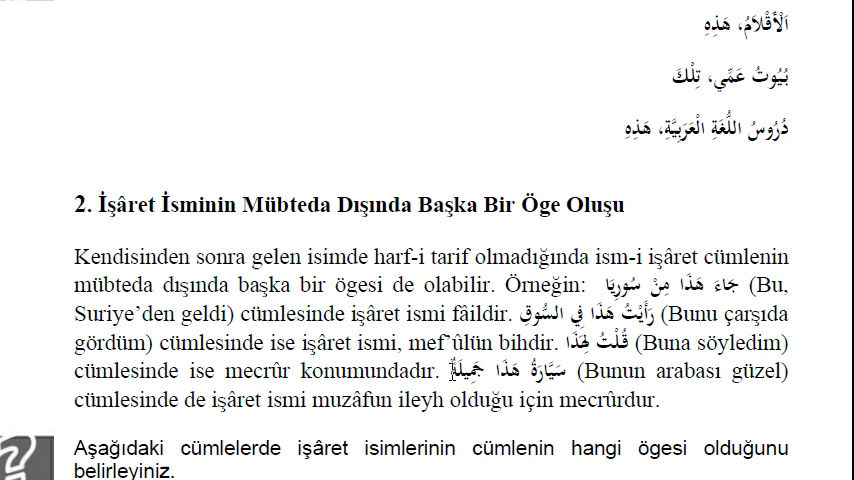 اَلْأَقْلاَمُ، هَذِهِ
بُيُوتُ عَمِّي، تِلْكَ
دُرُوسُ اللُّغَةِ الْعَرَبِيَّةِ، هَذِهِ
2. İşâret İsminin Mübteda Dışında Başka Bir Öge Oluşu
Kendisinden sonra gelen isimde harf-i tarif olmadığında ism-i işâret cümlenin
mübteda dışında başka bir ögesi de olabilir. Örneğin: جَاءَ هَذَا مِنْ سُورِيَا (Bu,
Suriye’den geldi) cümlesinde işâret ismi fâildir. رَأَيْتُ هَذَا فِي السُّوقِ (Bunu çarşıda
gördüm) cümlesinde ise işâret ismi, mef’ûlün bihdir. قُلْتُ لِهَذَا (Buna söyledim)
cümlesinde ise mecrûr konumundadır. سَيَّارَةُ هَذَا جَمِيلَةٌ (Bunun arabası güzel)
cümlesinde de işâret ismi muzâfun ileyh olduğu için mecrûrdur.
Aşağıdaki cümlelerde işâret isimlerinin cümlenin hangi ögesi olduğunu
belirleyiniz.